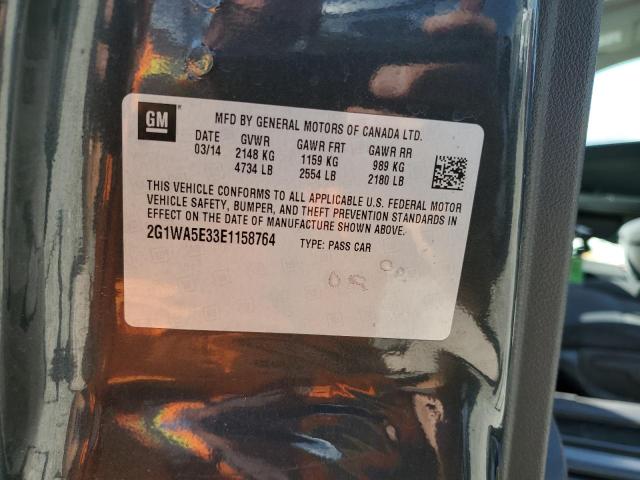 GM
MFD BY GENERAL MOTORS OF CANADA LTD.
DATE GVWR GAWR FRT GAWR RR
03/14 2148 KG 1159 KG 989 KG
4734 LB 2554 LB 2180 LB
THIS VEHICLE CONFORMS TO ALL APPLICABLE U.S. FEDERAL MOTOR
VEHICLE SAFETY, BUMPER, AND THEFT PREVENTION STANDARDS IN
EFFECT ON THE DATE OF MANUFACTURE SHOWN ABOVE.
2G1WA5E33E1158764 TYPE: PASS CAR